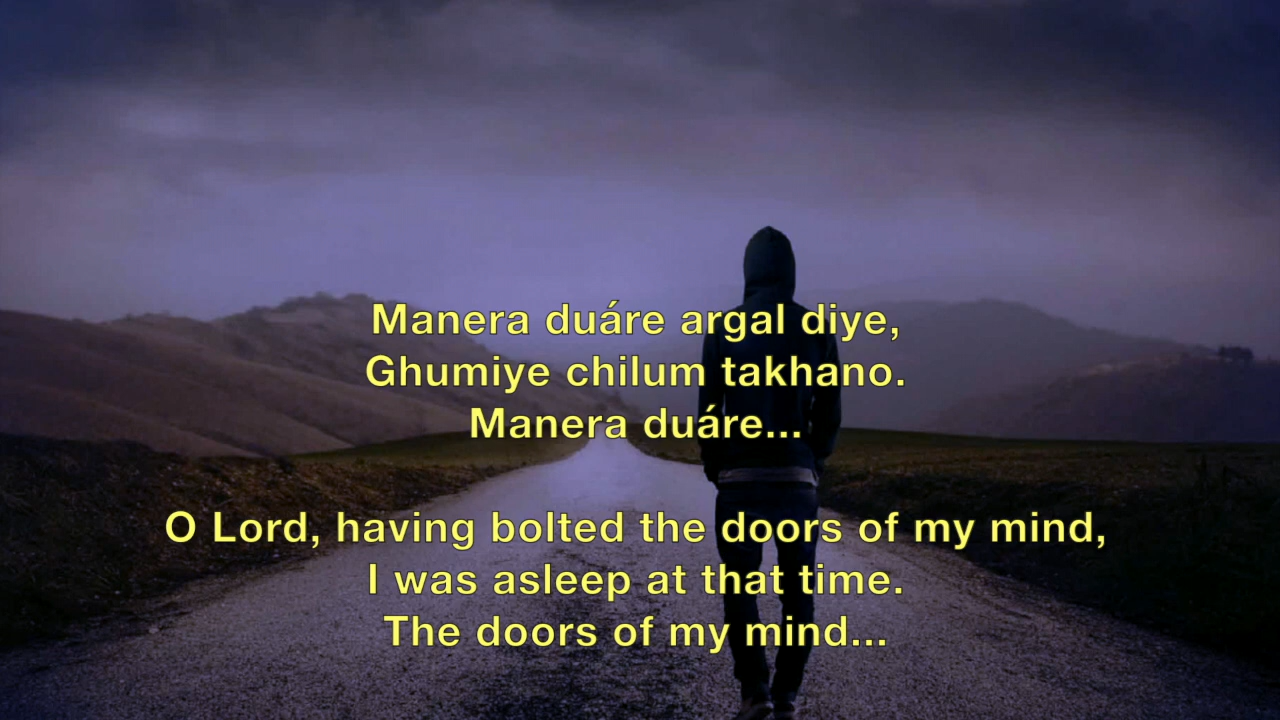 Manera duáre argal diye,
Ghumiye chilum takhano.
Manera duáre...
O Lord, having bolted the doors of my mind,
I was asleep at that time.
The doors of my mind...